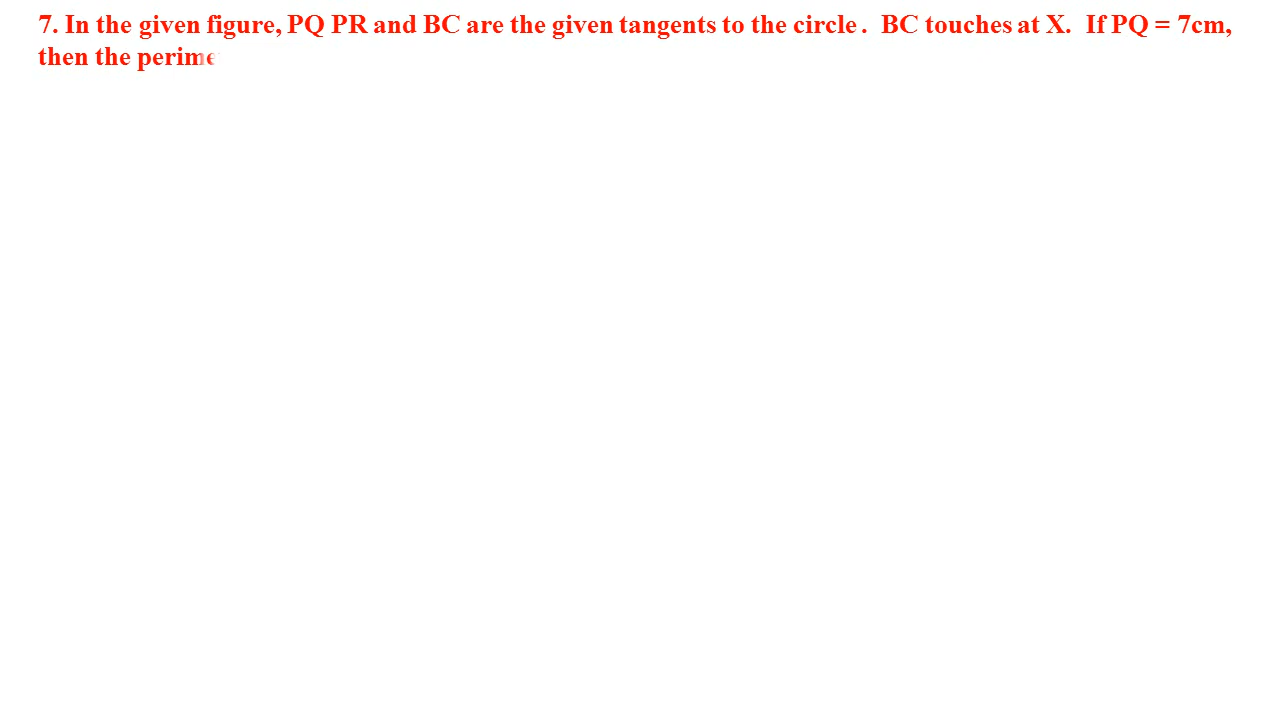 7. In the given figure, PQ PR and BC are the given tangents to the circle . BC touches at X. If PQ = 7cm,
then the perime